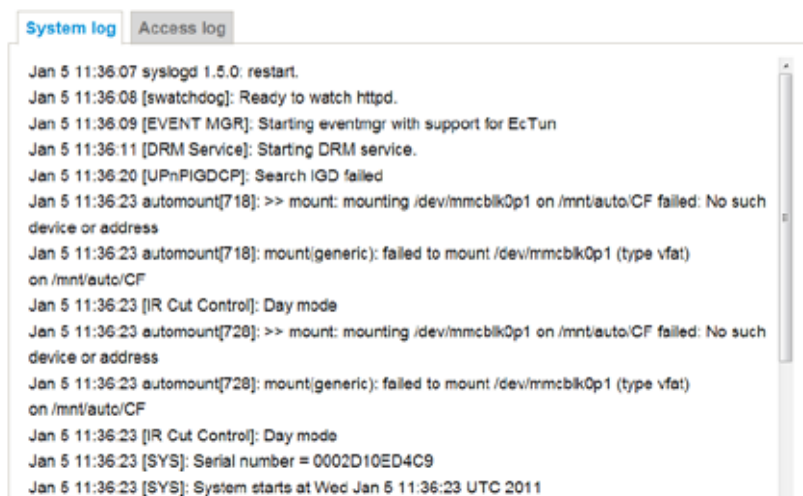 System log Access log
Jan 5 11:36:07 syslogd 1.5.0: restart.
Jan 5 11:36:08 [swatchdog]: Ready to watch httpd.
Jan 5 11:36:09 [EVENT MGR]: Starting eventmgr with support for EcTun
Jan 5 11:36:11 [DRM Service]: Starting DRM service.
Jan 5 11:36:20 [UPnPIGDCP]: Search IGD failed
Jan 5 11:36:23 automount[718]: >> mount: mounting /dev/mmcblk0p1 on /mnt/auto/CF failed: No such
device or address
Jan 5 11:36:23 automount[718]: mount(generic): failed to mount /dev/mmcblk0p1 (type vfat)
on /mnt/auto/CF
Jan 5 11:36:23 [IR Cut Control]: Day mode
Jan 5 11:36:23 automount[728]: >> mount: mounting /dev/mmcblk0p1 on /mnt/auto/CF failed: No such
device or address
Jan 5 11:36:23 automount[728]: mount(generic): failed to mount /dev/mmcblk0p1 (type vfat)
on /mnt/auto/CF
Jan 5 11:36:23 [IR Cut Control]: Day mode
Jan 5 11:36:23 [SYS]: Serial number = 0002D10ED4C9
Jan 5 11:36:23 [SYS]: System starts at Wed Jan 5 11:36:23 UTC 2011